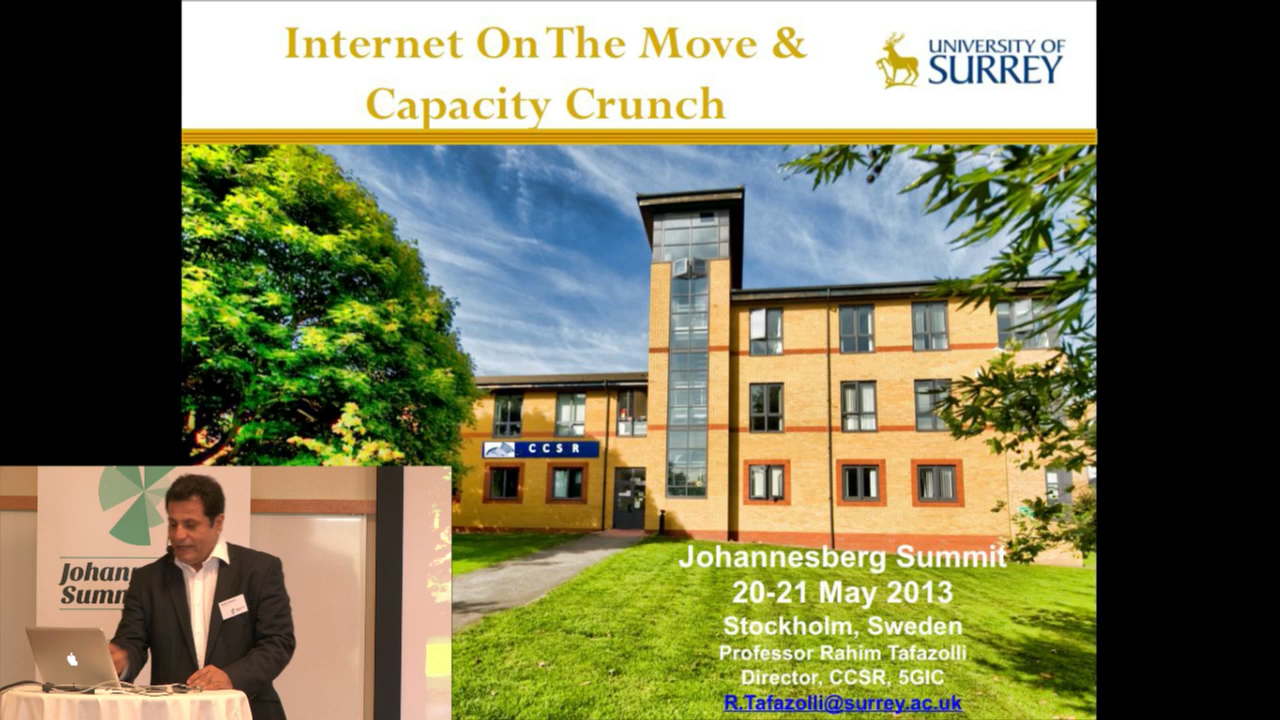 Internet On The Move &
Capacity Crunch
UNIVERSITY OF
SURREY
C C S R
Johannesberg Summit
20-21 May 2013
Stockholm, Sweden
Professor Rahim Tafazolli
Director, CCSR, 5GIC
R.Tafazolli@surrey.ac.uk